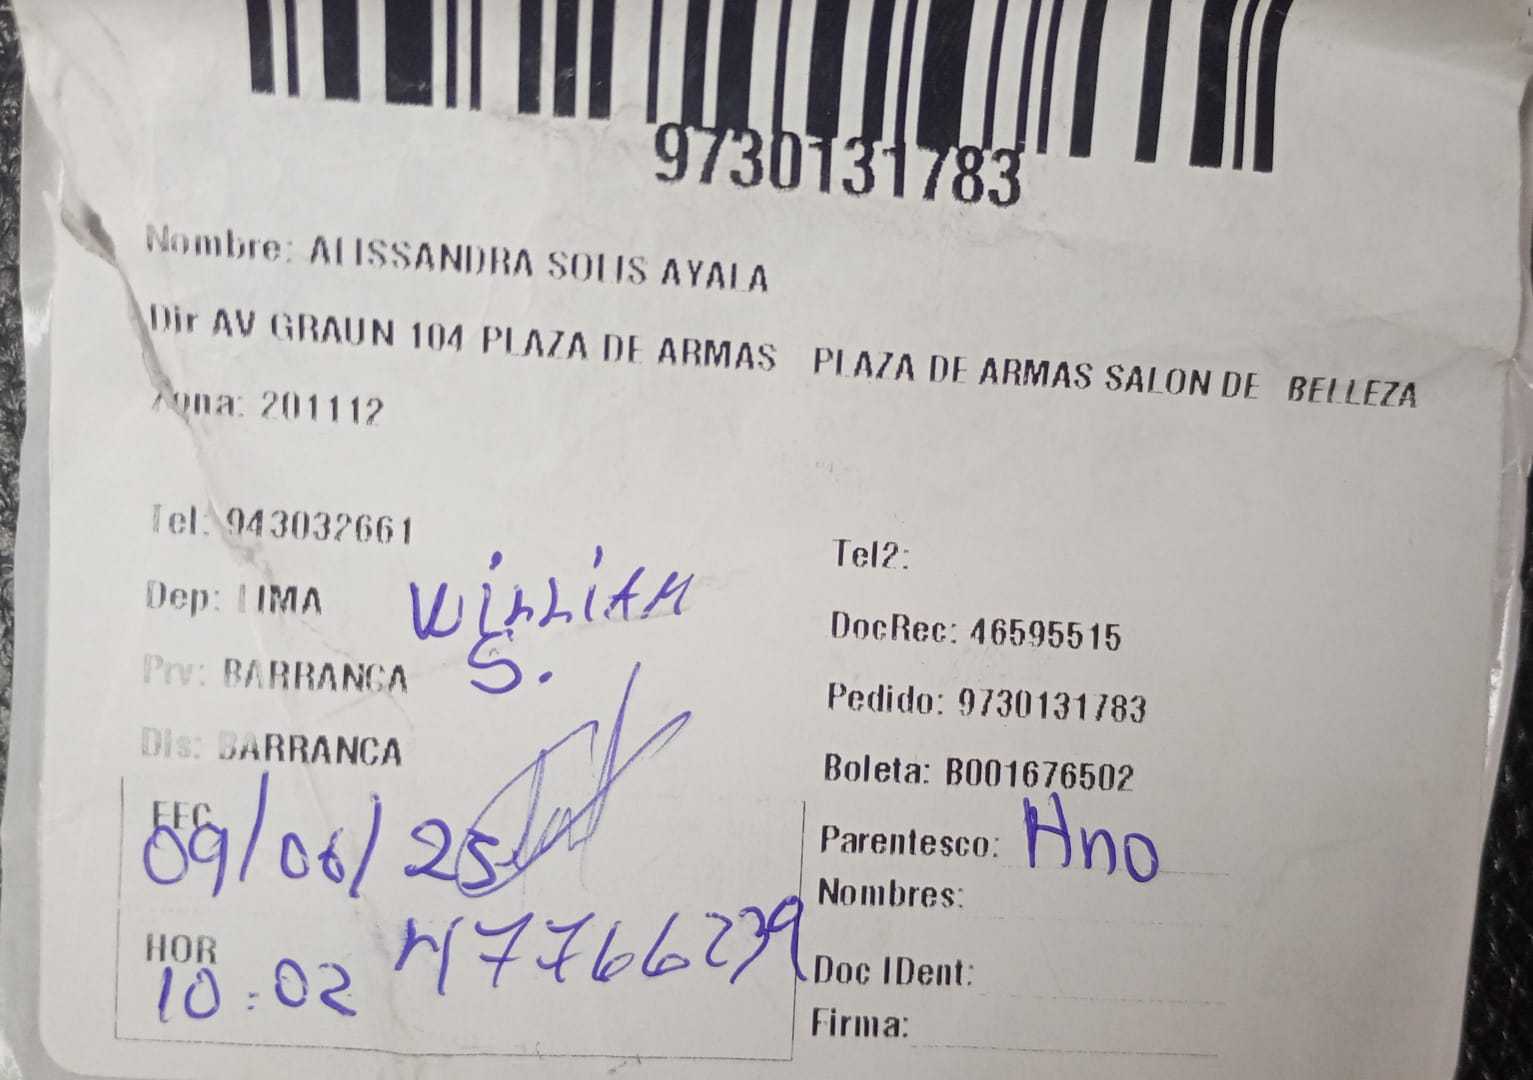 9730131783
Nombre: ALISSANDRA SOLIS AYALA
Dir AV GRAUN 104 PLAZA DE ARMAS PLAZA DE ARMAS SALON DE BELLEZA
Zona: 201112
Tel: 943032661
Tel2:
Dep: LIMA
WiLLiAM
S.
DocRec: 46595515
Prv: BARRANCA
Pedido: 9730131783
Dis: BARRANCA
Boleta: B001676502
FEC
09/06/25
Parentesco: Hno
Nombres:
HOR
10:02
47766239
Doc IDent:
Firma: